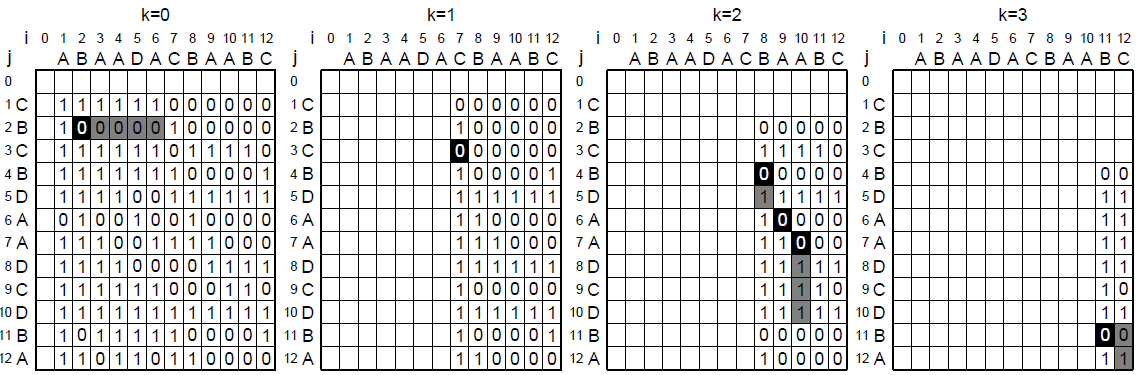 k=0 k=1 k=2 k=3
i 0 1 2 3 4 5 6 7 8 9 10 11 12 i 0 1 2 3 4 5 6 7 8 9 10 11 12 i 0 1 2 3 4 5 6 7 8 9 10 11 12 i 0 1 2 3 4 5 6 7 8 9 10 11 12
j A B A A D A C B A A B C j A B A A D A C B A A B C j A B A A D A C B A A B C j A B A A D A C B A A B C
0 0 0 0
1 C 1 1 1 1 1 1 0 0 0 0 0 0 1 C 0 0 0 0 0 0 1 C 1 C
2 B 1 0 0 0 0 0 1 0 0 0 0 0 2 B 1 0 0 0 0 0 2 B 0 0 0 0 0 2 B
3 C 1 1 1 1 1 1 0 1 1 1 1 0 3 C 0 0 0 0 0 0 3 C 1 1 1 1 0 3 C
4 B 1 1 1 1 1 1 1 0 0 0 0 1 4 B 1 0 0 0 0 1 4 B 0 0 0 0 0 4 B 0 0
5 D 1 1 1 1 0 0 1 1 1 1 1 1 5 D 1 1 1 1 1 1 5 D 1 1 1 1 1 5 D 1 1
6 A 0 1 0 0 1 0 0 1 0 0 0 0 6 A 1 1 0 0 0 0 6 A 1 0 0 0 0 6 A 1 1
7 A 1 1 1 0 0 1 1 1 1 0 0 0 7 A 1 1 1 0 0 0 7 A 1 1 0 0 0 7 A 1 1
8 D 1 1 1 1 0 0 0 0 1 1 1 1 8 D 1 1 1 1 1 1 8 D 1 1 1 1 1 8 D 1 1
9 C 1 1 1 1 1 1 0 0 0 1 1 0 9 C 1 0 0 1 1 0 9 C 1 1 1 1 0 9 C 1 0
10 D 1 1 1 1 1 1 1 1 1 1 1 1 10 D 1 1 1 1 1 1 10 D 1 1 1 1 1 10 D 1 1
11 B 1 0 1 1 1 1 1 0 0 0 0 1 11 B 1 0 0 0 0 1 11 B 0 0 0 0 0 11 B 0 0
12 A 1 1 0 1 1 0 1 0 0 0 0 0 12 A 1 0 0 0 0 0 12 A 1 0 0 0 0 12 A 1 1